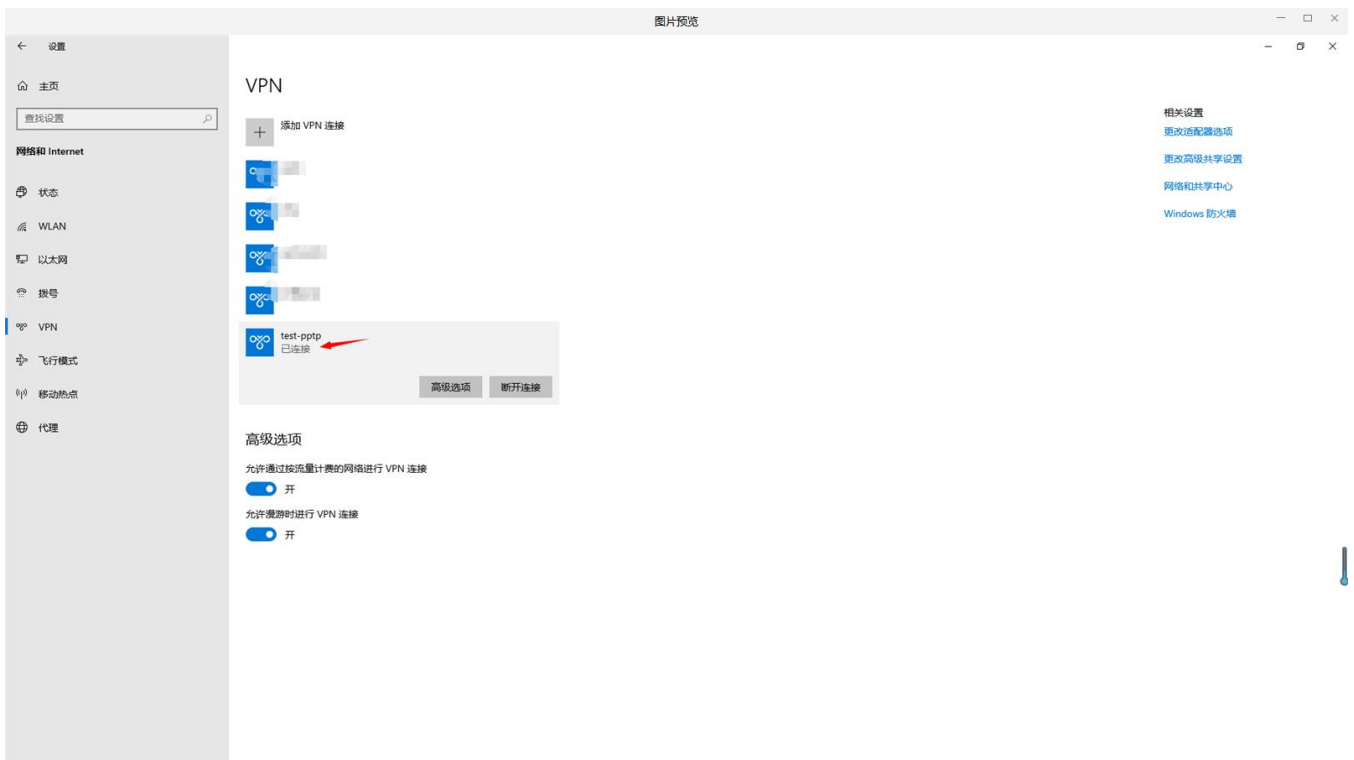 图片预览
设置
主页
查找设置
网络和 Internet
状态
WLAN
以太网
拨号
VPN
飞行模式
移动热点
代理
VPN
添加 VPN 连接
test-pptp
已连接
高级选项
断开连接
高级选项
允许通过按流量计费的网络进行 VPN 连接
开
允许漫游时进行 VPN 连接
开
相关设置
更改适配器选项
更改高级共享设置
网络和共享中心
Windows 防火墙